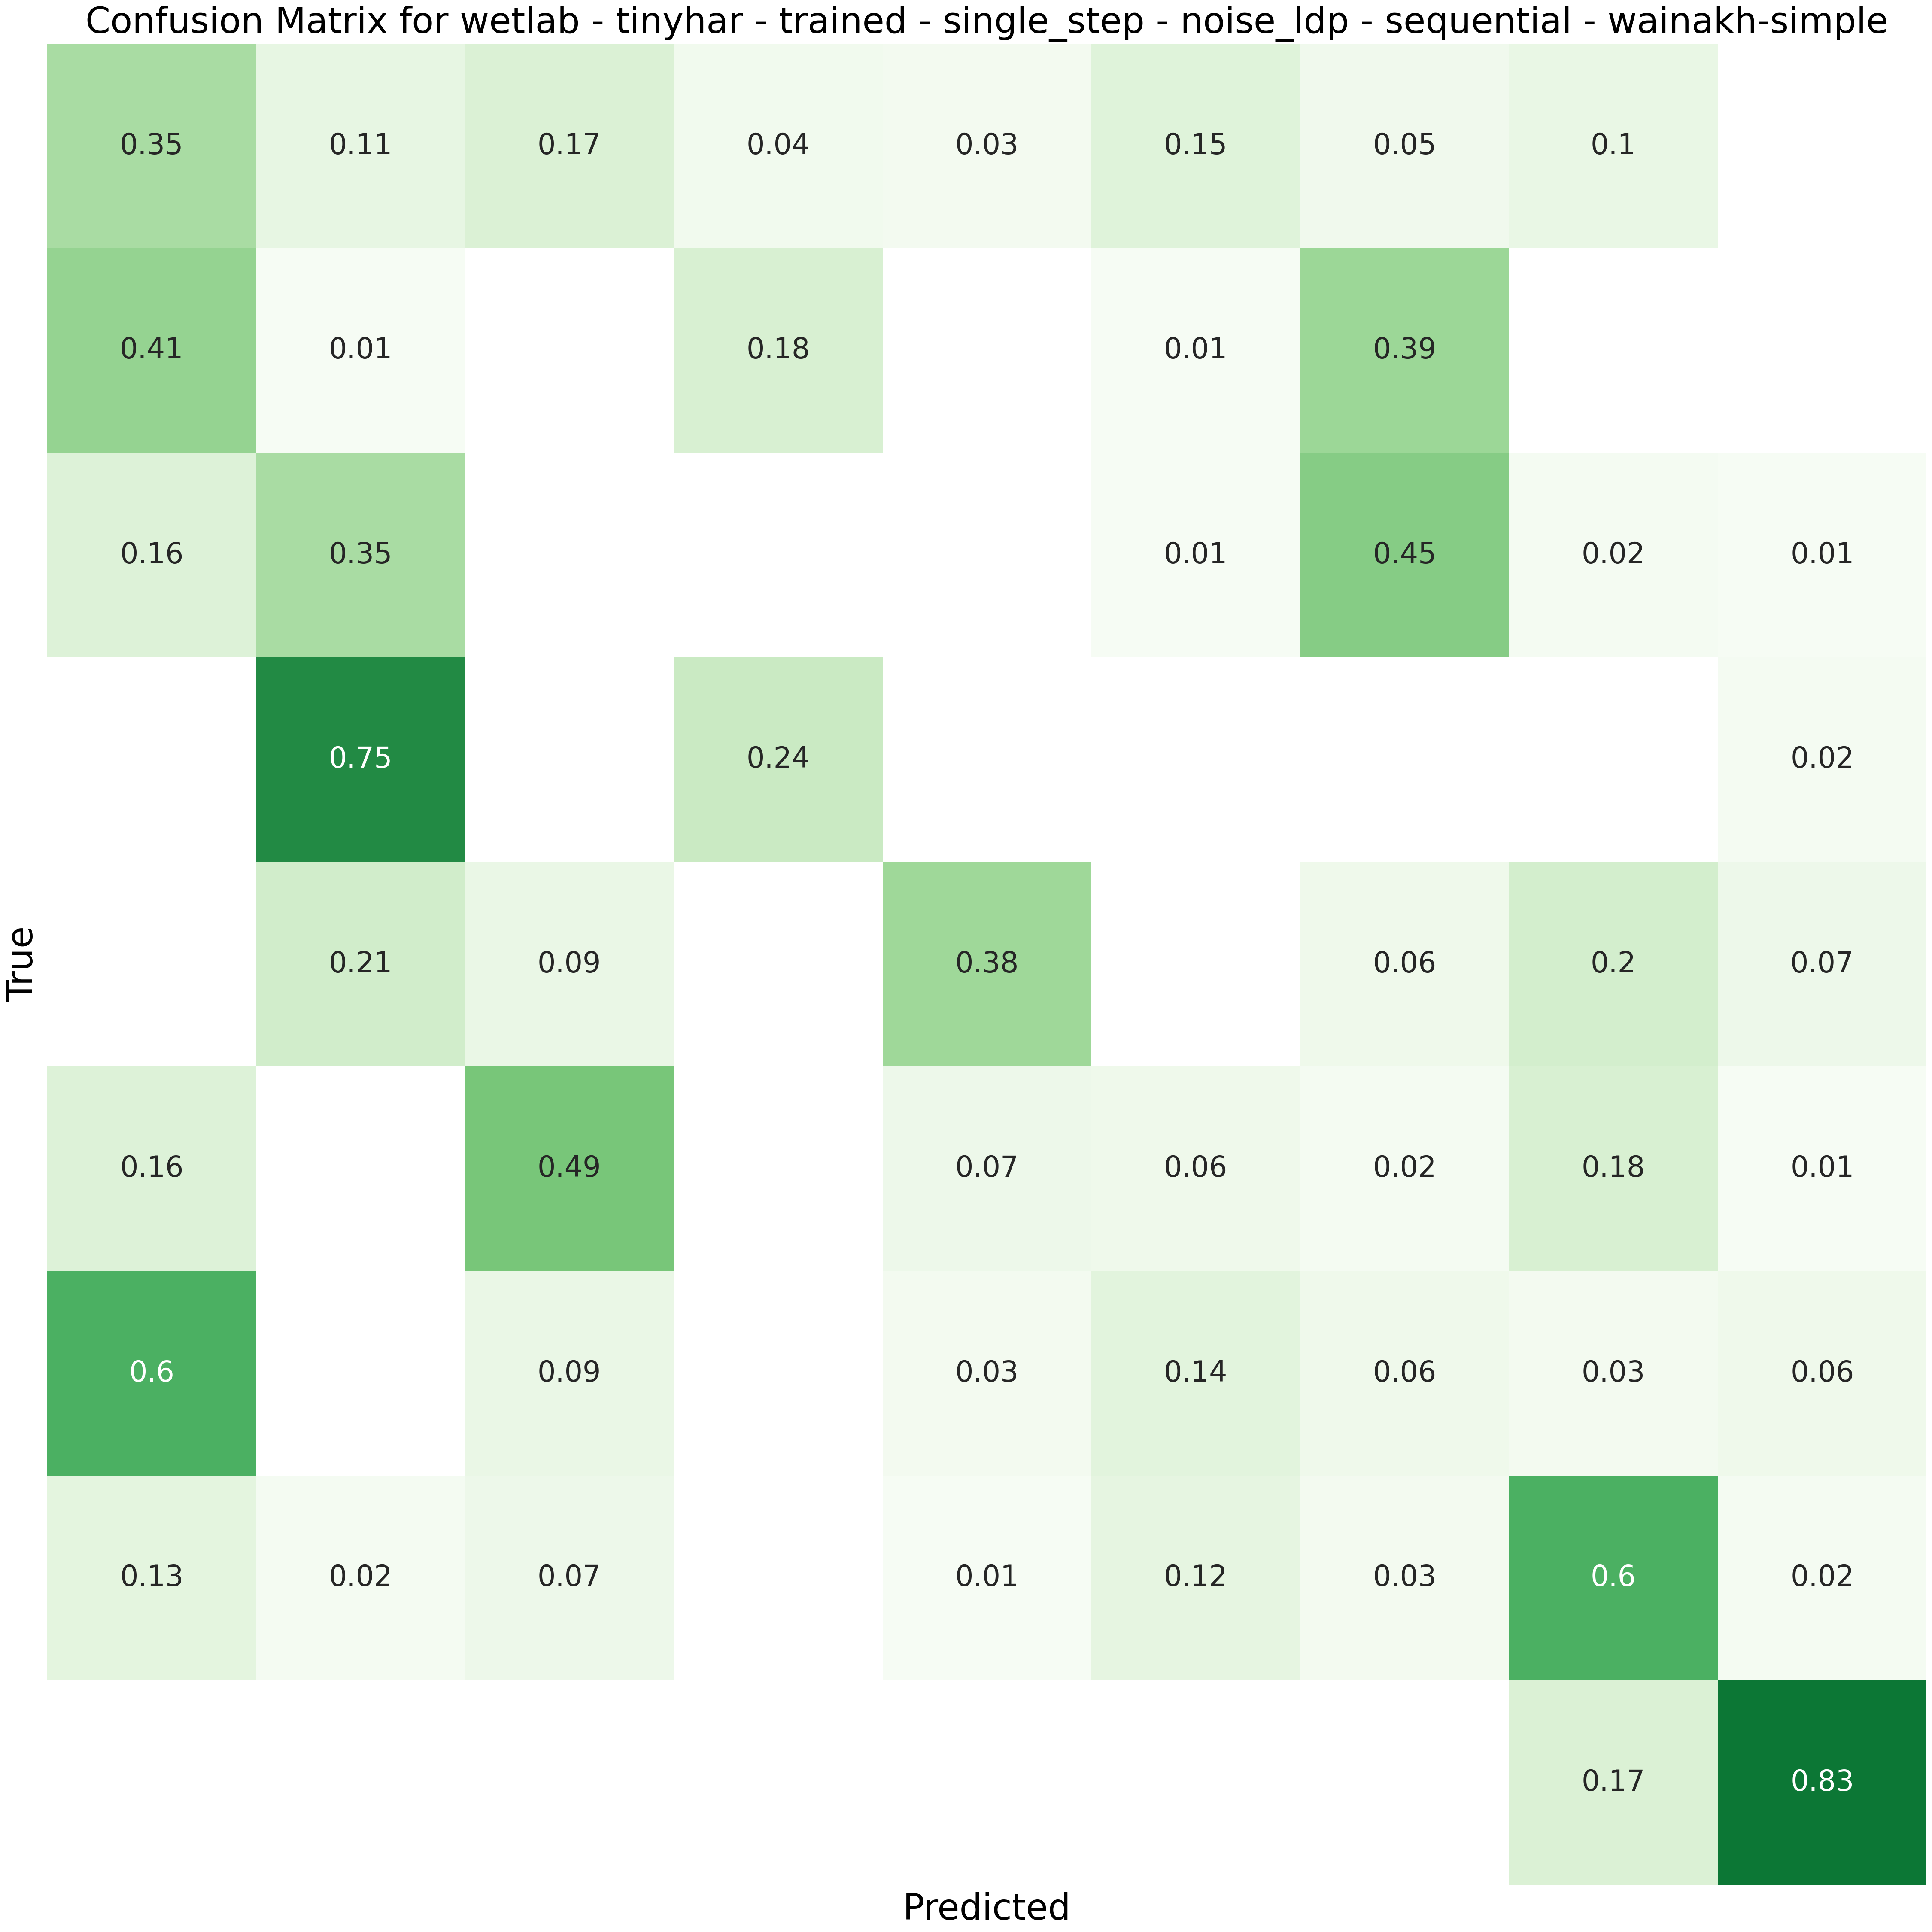 Confusion Matrix for wetlab - tinyhar - trained - single_step - noise_ldp - sequential - wainakh-simple
0.35 0.11 0.17 0.04 0.03 0.15 0.05 0.1
0.41 0.01 0.18 0.01 0.39
0.16 0.35 0.01 0.45 0.02 0.01
0.75 0.24 0.02
True
0.21 0.09 0.38 0.06 0.2 0.07
0.16 0.49 0.07 0.06 0.02 0.18 0.01
0.6 0.09 0.03 0.14 0.06 0.03 0.06
0.13 0.02 0.07 0.01 0.12 0.03 0.6 0.02
0.17 0.83
Predicted